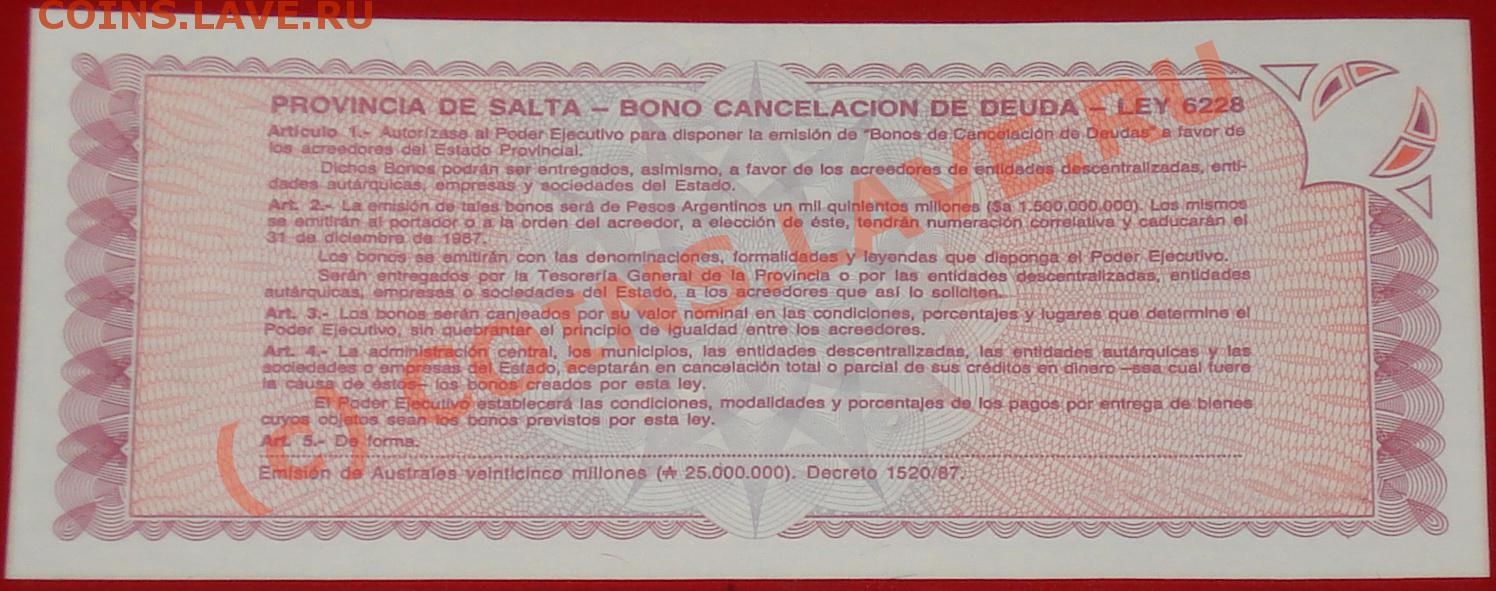 COINS.LAVE.RU
PROVINCIA DE SALTA – BONO CANCELACION DE DEUDA – LEY 6228
Artículo 1.- Autorízase al Poder Ejecutivo para disponer la emisión de "Bonos de Cancelación de Deudas" a favor de
los acreedores del Estado Provincial.
Dichos Bonos podrán ser entregados, asimismo, a favor de los acreedores de entidades descentralizadas, enti-
dades autárquicas, empresas y sociedades del Estado.
Art. 2.- La emisión de tales bonos será de Pesos Argentinos un mil quinientos millones ($a 1.500.000.000). Los mismos
se emitirán al portador o a la orden del acreedor, a elección de éste, tendrán numeración correlativa y caducarán el
31 de diciembre de 1987.
Los bonos se emitirán con las denominaciones, formalidades y leyendas que disponga el Poder Ejecutivo.
Serán entregados por la Tesorería General de la Provincia o por las entidades descentralizadas, entidades
autárquicas, empresas o sociedades del Estado, a los acreedores que así lo soliciten.
Art. 3.- Los bonos serán canjeados por su valor nominal en las condiciones, porcentajes y lugares que determine el
Poder Ejecutivo, sin quebrantar el principio de igualdad entre los acreedores.
Art. 4.- La administración central, los municipios, las entidades descentralizadas, las entidades autárquicas y las
sociedades o empresas del Estado, aceptarán en cancelación total o parcial de sus créditos en dinero –sea cual fuere
la causa de éstos– los bonos creados por esta ley.
El Poder Ejecutivo establecerá las condiciones, modalidades y porcentajes de los pagos por entrega de bienes
cuyos objetos sean los bonos previstos por esta ley.
Art. 5.- De forma.
Emisión de Australes veinticinco millones (₳ 25.000.000). Decreto 1520/87.
(c) COINS.LAVE.RU